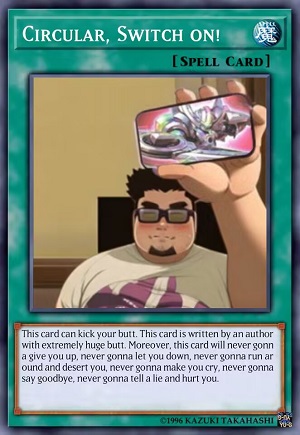 Circular, Switch on!
[Spell Card]
This card can kick your butt. This card is written by an author
with extremely huge butt. Moreover, this card will never gonn
a give you up, never gonna let you down, never gonna run ar
ound and desert you, never gonna make you cry, never gonna
say goodbye, never gonna tell a lie and hurt you.
©1996 KAZUKI TAKAHASHI